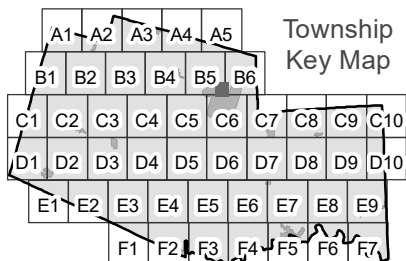 Township
Key Map
A1 A2 A3 A4 A5
B1 B2 B3 B4 B5 B6
C1 C2 C3 C4 C5 C6 C7 C8 C9 C10
D1 D2 D3 D4 D5 D6 D7 D8 D9 D10
E1 E2 E3 E4 E5 E6 E7 E8 E9
F1 F2 F3 F4 F5 F6 F7